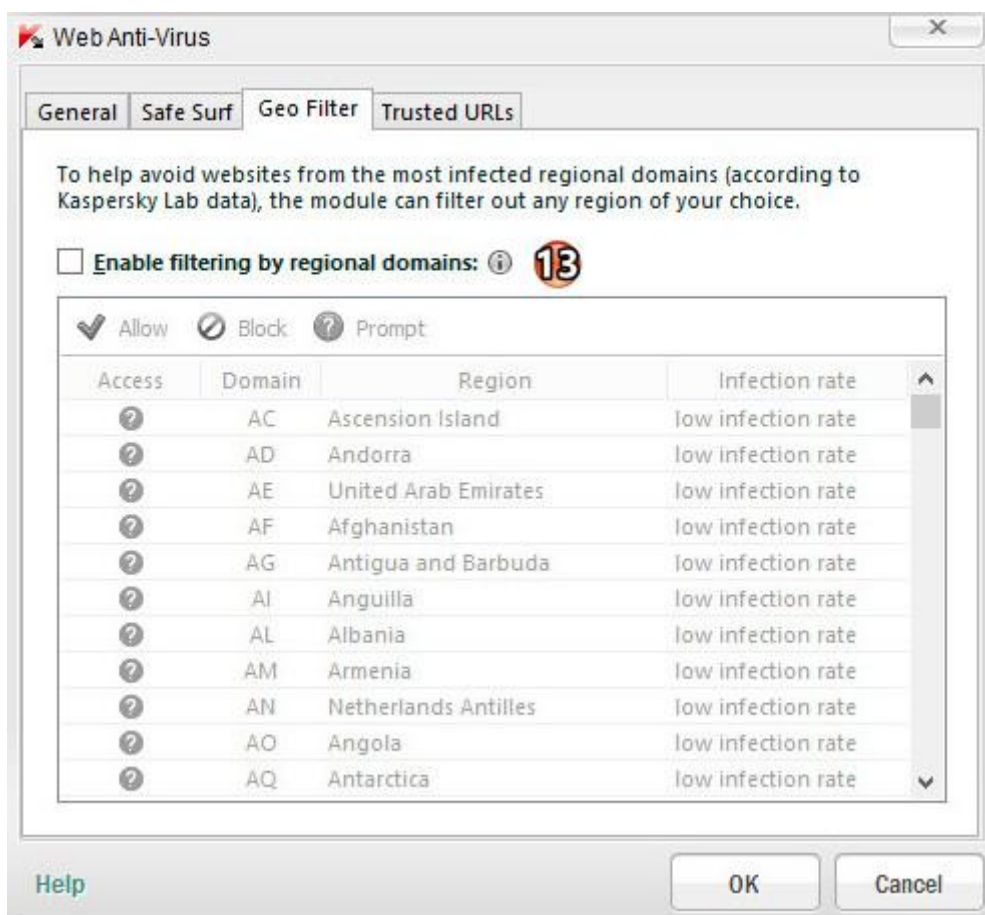 Web Anti-Virus
General Safe Surf Geo Filter Trusted URLs
To help avoid websites from the most infected regional domains (according to
Kaspersky Lab data), the module can filter out any region of your choice.
Enable filtering by regional domains: 13
Allow Block Prompt
Access Domain Region Infection rate
AC Ascension Island low infection rate
AD Andorra low infection rate
AE United Arab Emirates low infection rate
AF Afghanistan low infection rate
AG Antigua and Barbuda low infection rate
AI Anguilla low infection rate
AL Albania low infection rate
AM Armenia low infection rate
AN Netherlands Antilles low infection rate
AO Angola low infection rate
AQ Antarctica low infection rate
Help OK Cancel